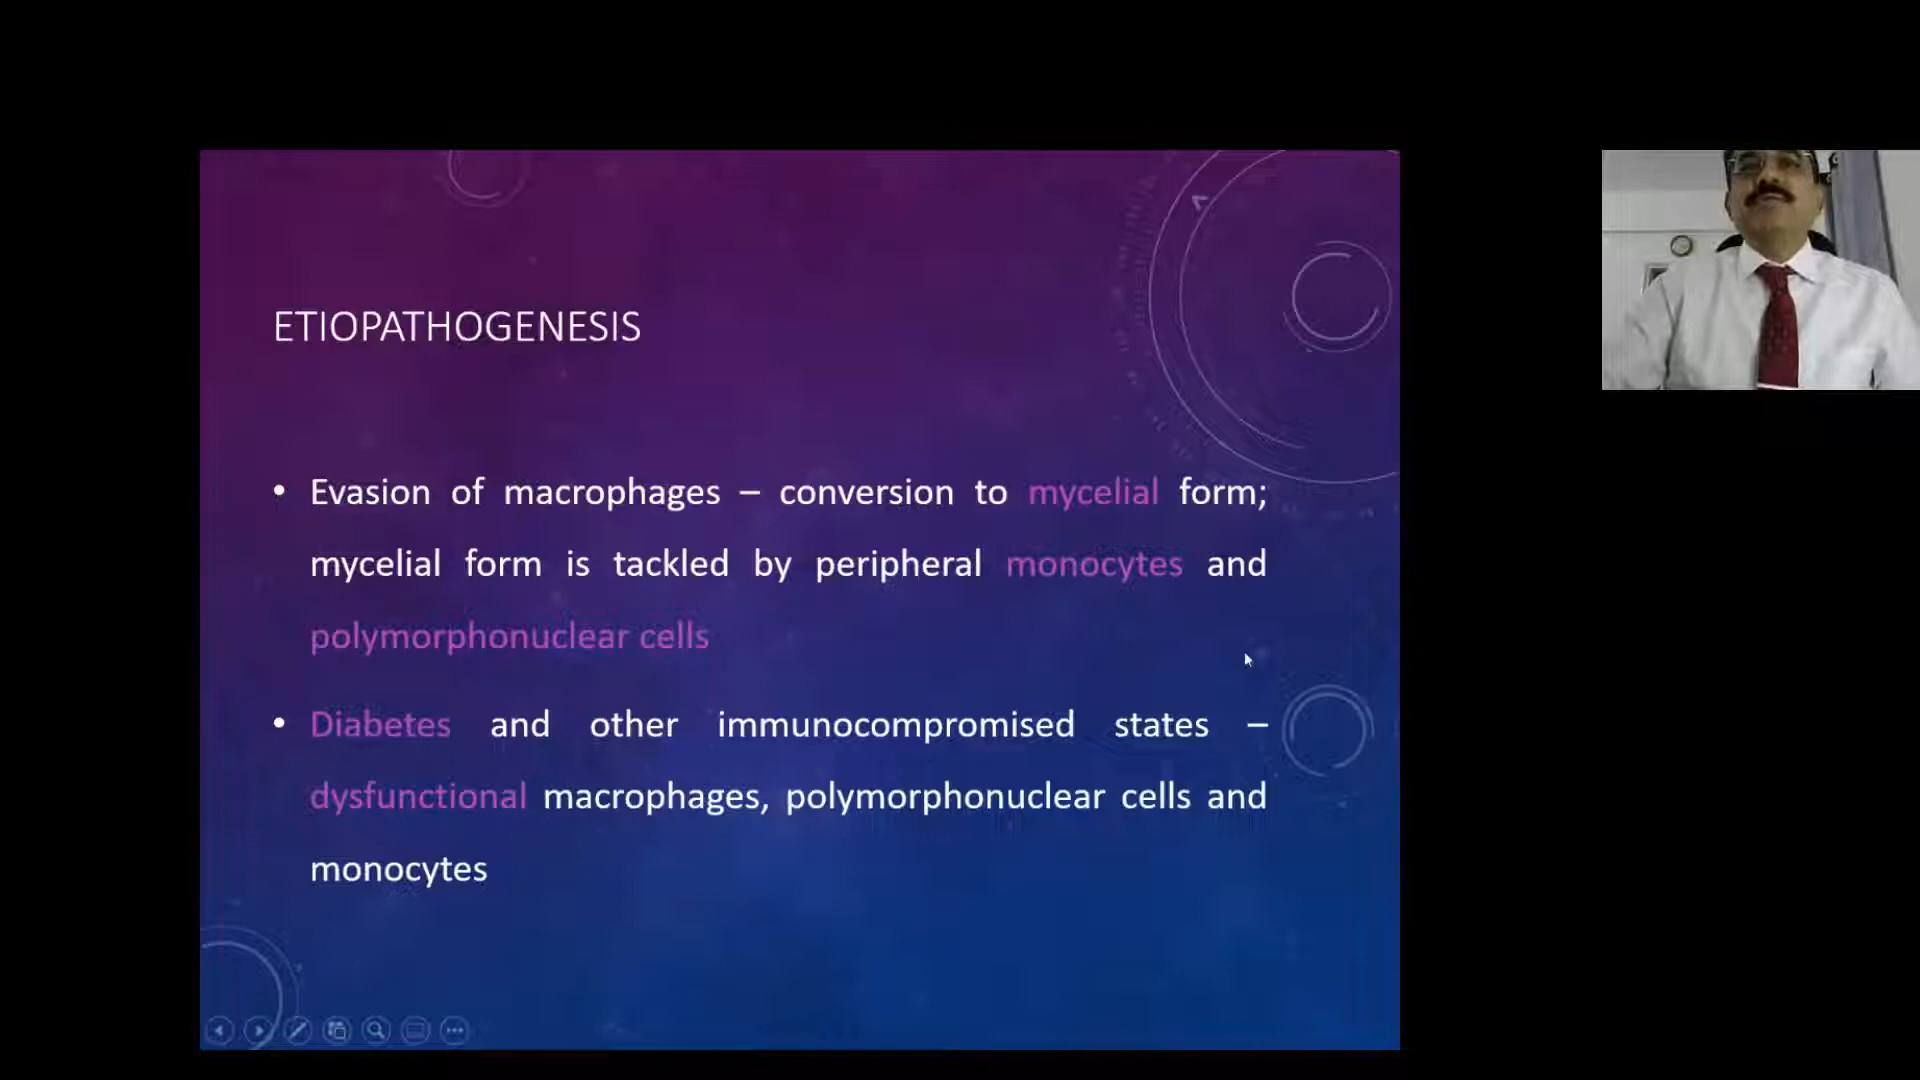 ETIOPATHOGENESIS
• Evasion of macrophages – conversion to mycelial form;
mycelial form is tackled by peripheral monocytes and
polymorphonuclear cells
• Diabetes and other immunocompromised states –
dysfunctional macrophages, polymorphonuclear cells and
monocytes